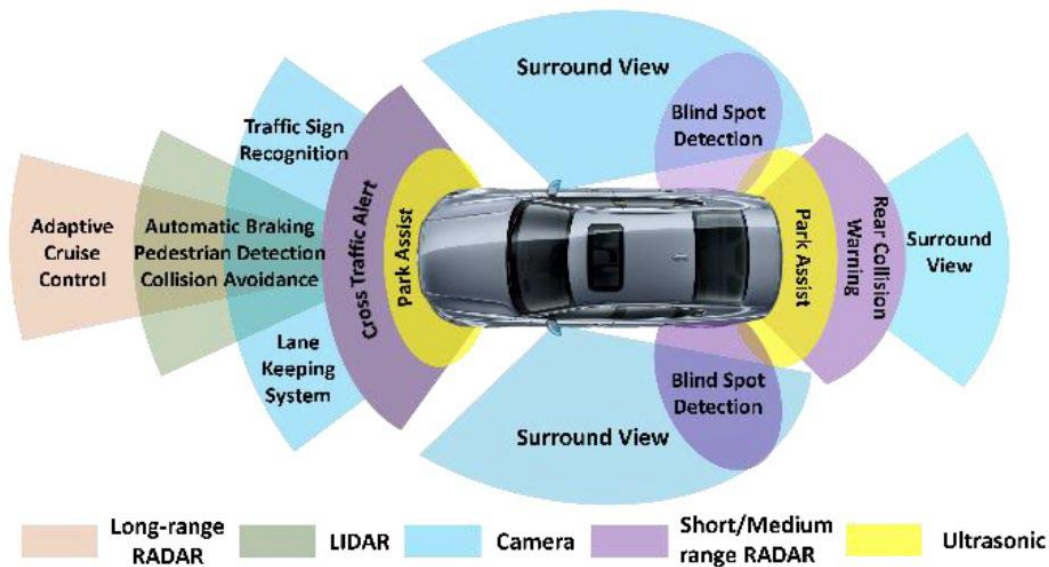 Surround View
Blind Spot
Detection
Traffic Sign
Recognition
Cross Traffic Alert
Park Assist
Adaptive
Cruise
Control
Automatic Braking
Pedestrian Detection
Collision Avoidance
Park Assist
Rear Collision
Warning
Surround
View
Lane
Keeping
System
Blind Spot
Detection
Surround View
Long-range
RADAR
LIDAR
Camera
Short/Medium
range RADAR
Ultrasonic